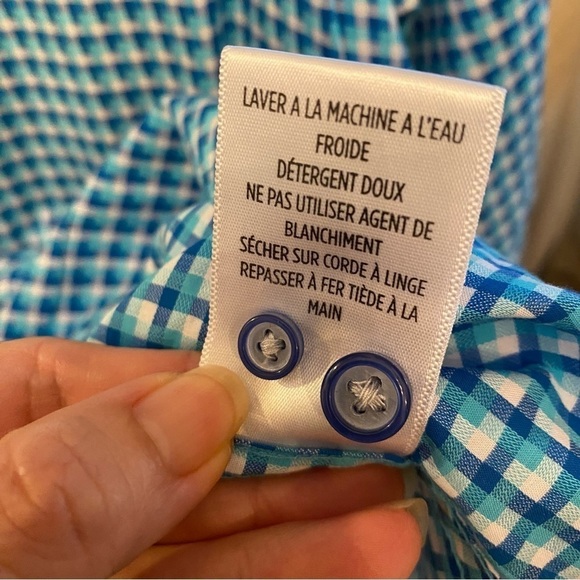 LAVER A LA MACHINE A L'EAU
FROIDE
DÉTERGENT DOUX
NE PAS UTILISER AGENT DE
BLANCHIMENT
SÉCHER SUR CORDE À LINGE
REPASSER À FER TIÈDE À LA
MAIN